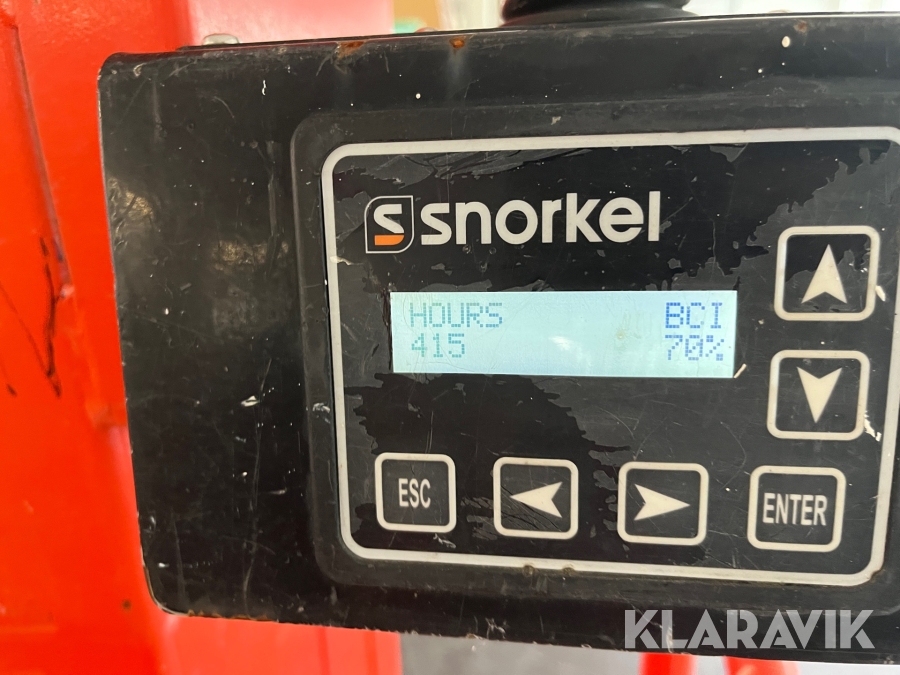 snorkel
HOURS BCI
415 70%
ESC ENTER
KLARAVIK